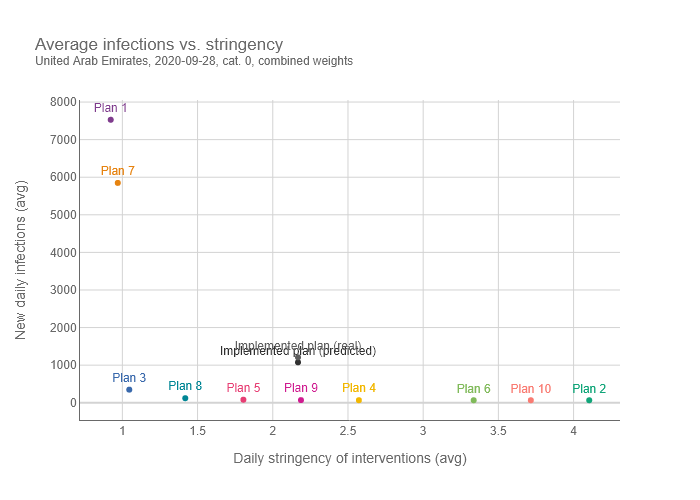 Average infections vs. stringency
United Arab Emirates, 2020-09-28, cat. 0, combined weights
New daily infections (avg)
8000
7000
6000
5000
4000
3000
2000
1000
0
Plan 1
Plan 7
Implemented plan (real)
Implemented plan (predicted)
Plan 3
Plan 8
Plan 5
Plan 9
Plan 4
Plan 6
Plan 10
Plan 2
1
1.5
2
2.5
3
3.5
4
Daily stringency of interventions (avg)